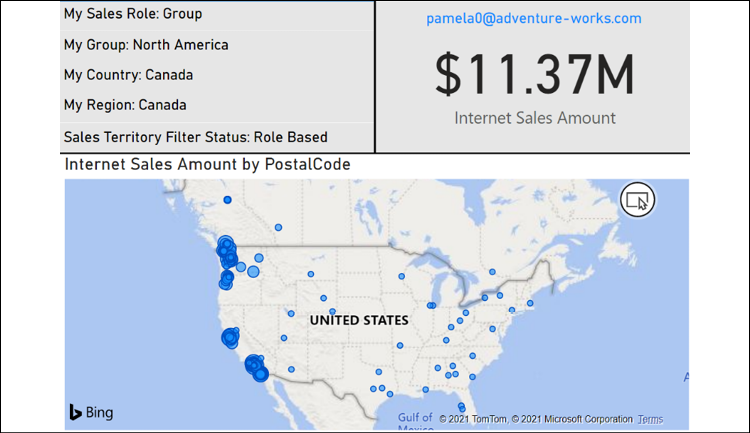 My Sales Role: Group
My Group: North America
My Country: Canada
My Region: Canada
Sales Territory Filter Status: Role Based
pamela0@adventure-works.com
$11.37M
Internet Sales Amount
Internet Sales Amount by PostalCode
UNITED STATES
Bing
Gulf of
A
© 2021 TomTom, © 2021 Microsoft Corporation Terms